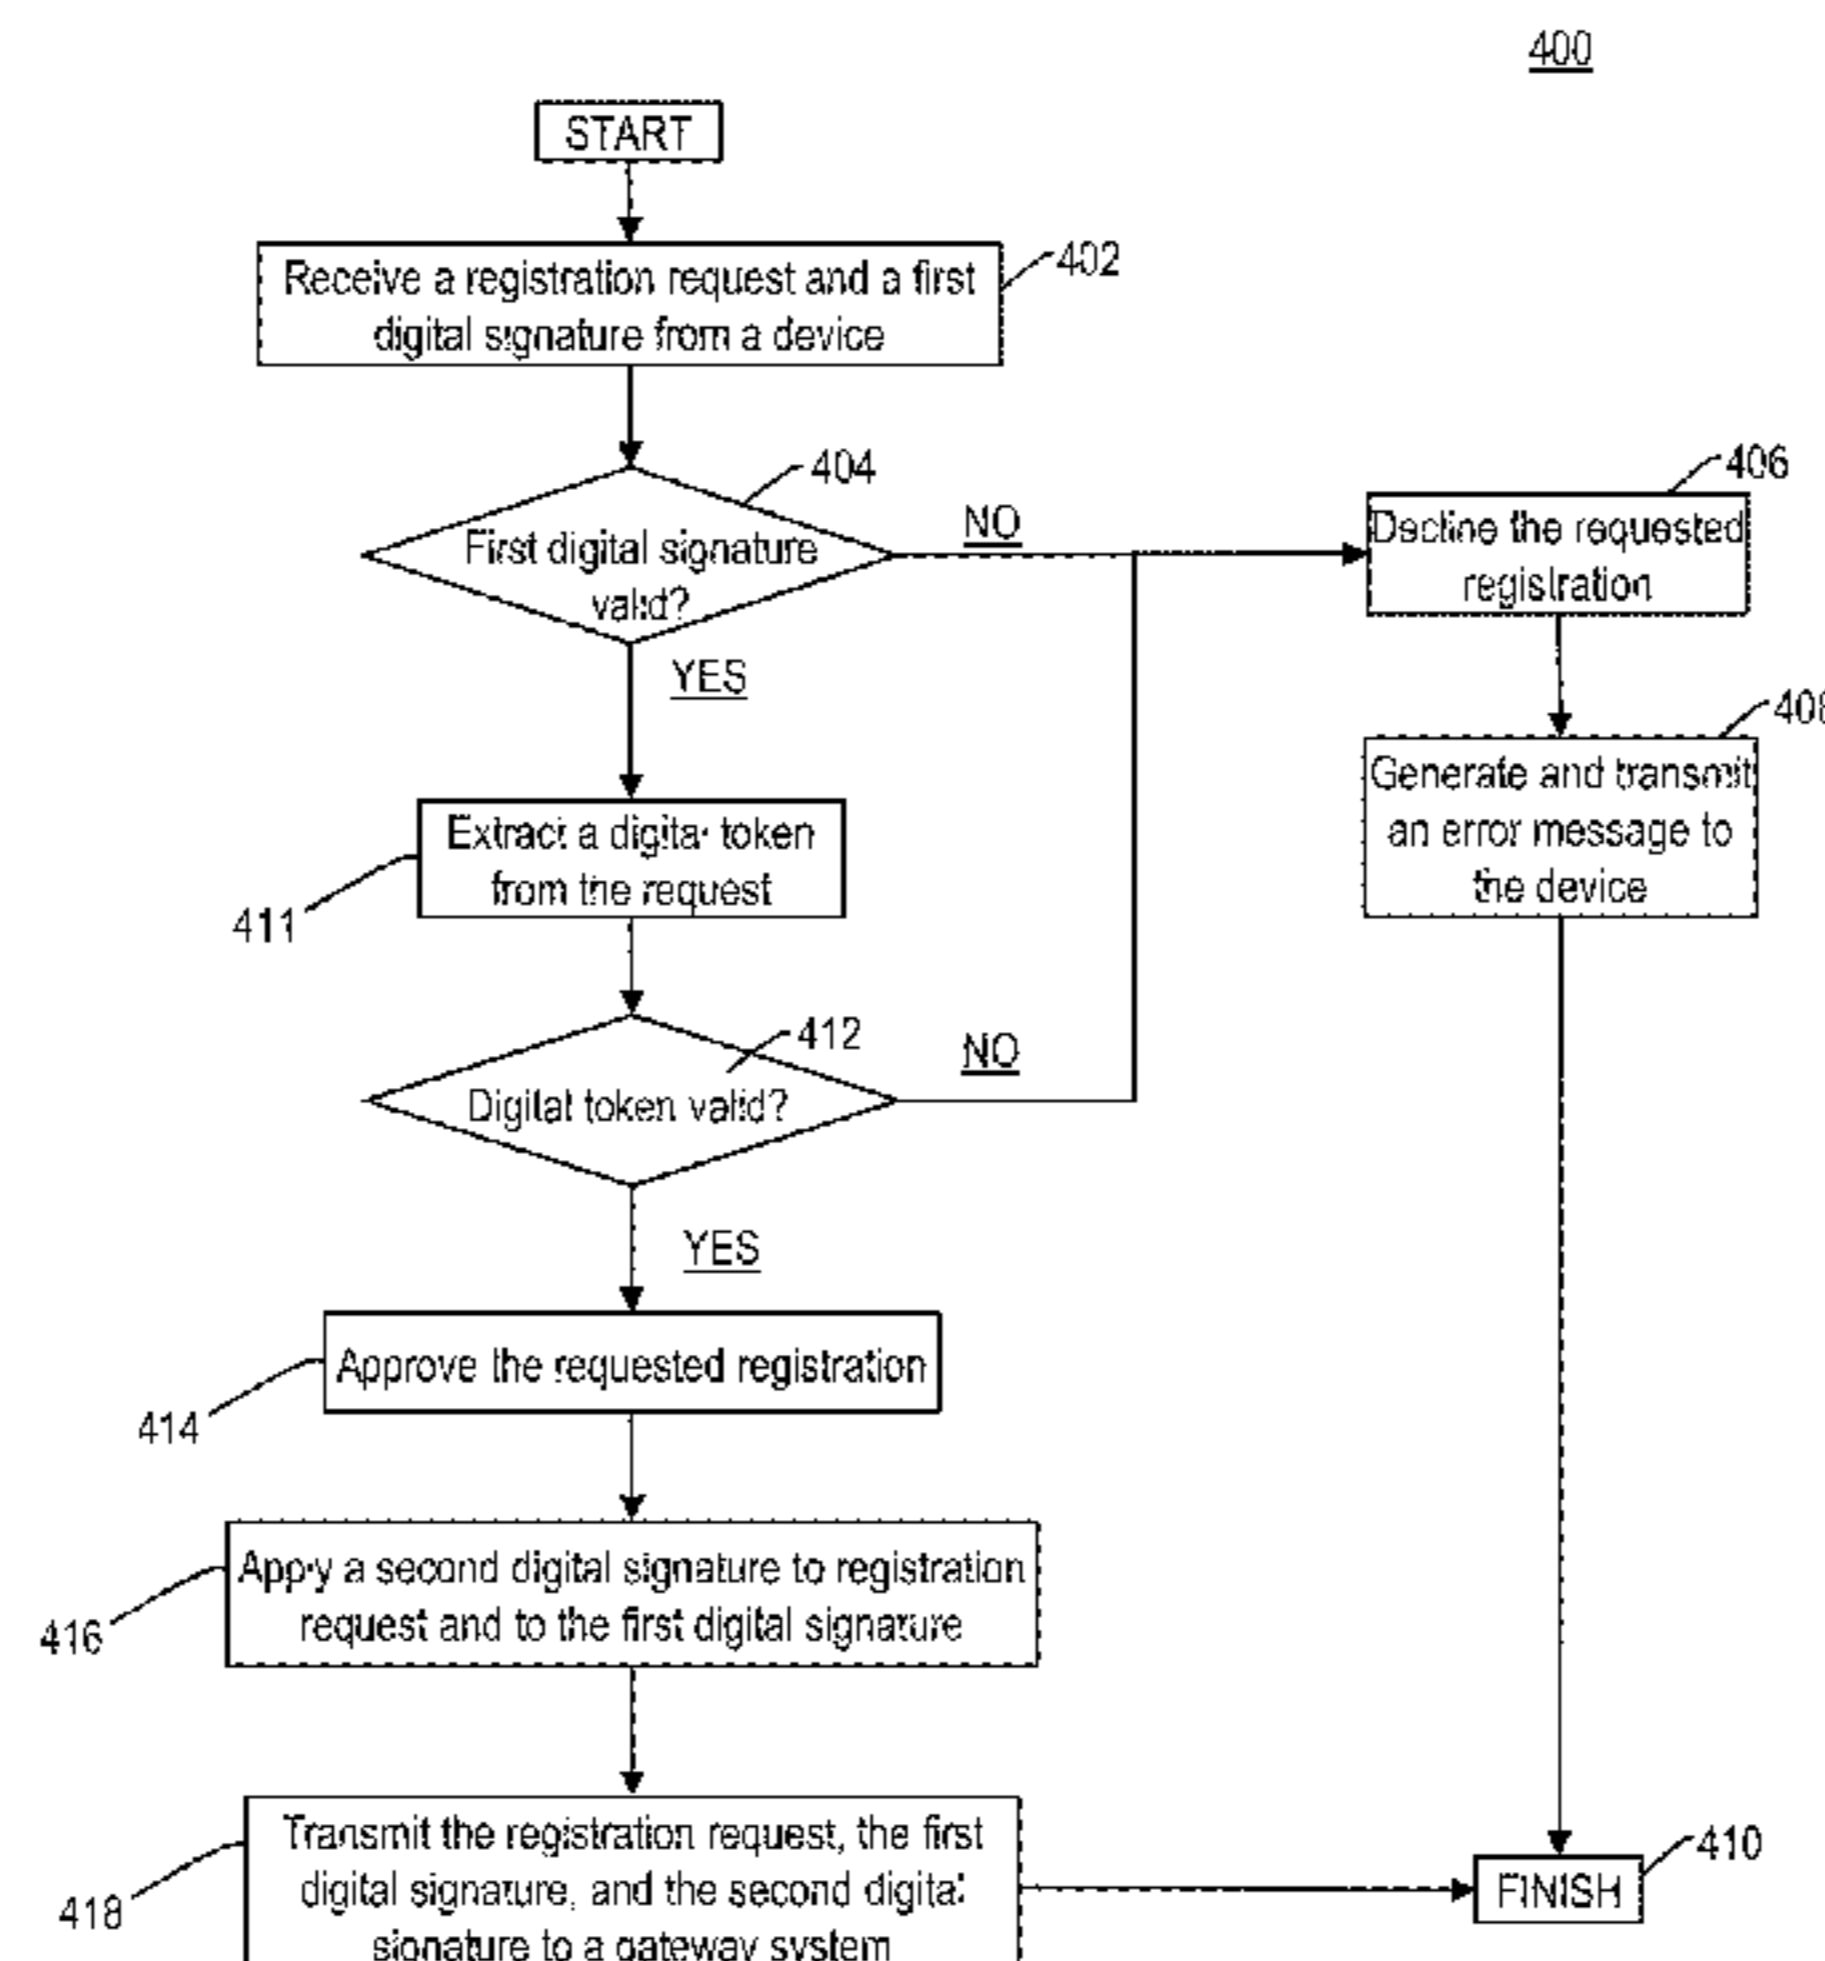 400
START
Receive a registration request and a first
digital signature from a device
402
404
First digital signature
valid?
NO
406
Decline the requested
registration
YES
408
Generate and transmit
an error message to
the device
Extract a digital token
from the request
411
412
Digital token valid?
NO
YES
Approve the requested registration
414
Apply a second digital signature to registration
request and to the first digital signature
416
Transmit the registration request, the first
digital signature, and the second digital
signature to a gateway system
418
410
FINISH